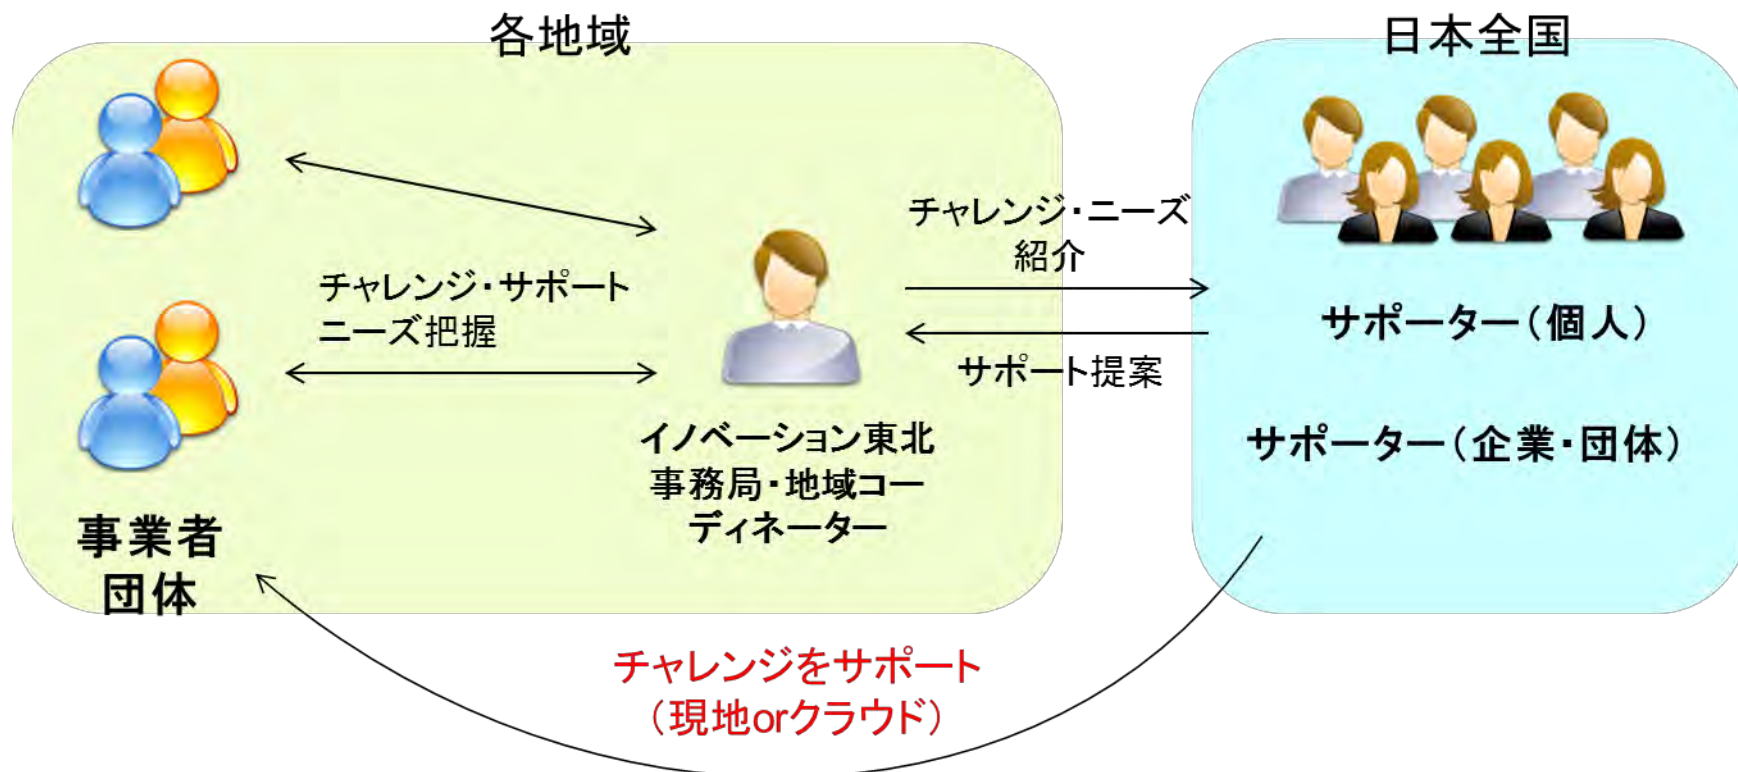 各地域
日本全国
チャレンジ・サポート
ニーズ把握
事業者
団体
イノベーション東北
事務局・地域コー
ディネーター
チャレンジ・ニーズ
紹介
サポート提案
サポーター（個人）
サポーター（企業・団体）
チャレンジをサポート
（現地orクラウド）